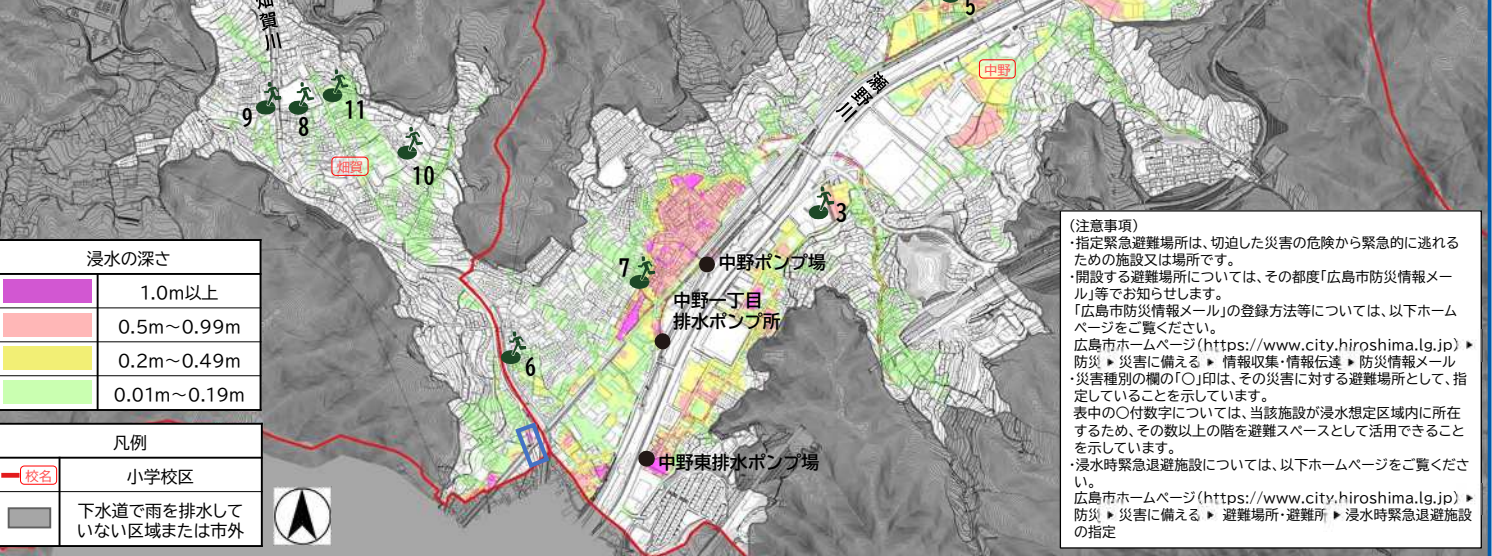 畑賀川
5
中野
瀬野川
9
8
11
10
畑賀
3
7
中野ポンプ場
中野一丁目
排水ポンプ所
6
中野東排水ポンプ場
浸水の深さ
1.0m以上
0.5m～0.99m
0.2m～0.49m
0.01m～0.19m
凡例
校名
小学校区
下水道で雨を排水して
いない区域または市外
(注意事項)
・指定緊急避難場所は、切迫した災害の危険から緊急的に逃れる
ための施設又は場所です。
・開設する避難場所については、その都度「広島市防災情報メー
ル」等でお知らせします。
「広島市防災情報メール」の登録方法等については、以下ホーム
ページをご覧ください。
広島市ホームページ(https://www.city.hiroshima.lg.jp) ▶
防災 ▶ 災害に備える ▶ 情報収集・情報伝達 ▶ 防災情報メール
・災害種別の欄の「○」印は、その災害に対する避難場所として、指
定していることを示しています。
表中の○付数字については、当該施設が浸水想定区域内に所在
するため、その数以上の階を避難スペースとして活用できること
を示しています。
・浸水時緊急退避施設については、以下ホームページをご覧くださ
い。
広島市ホームページ(https://www.city.hiroshima.lg.jp) ▶
防災 ▶ 災害に備える ▶ 避難場所・避難所 ▶ 浸水時緊急退避施設
の指定